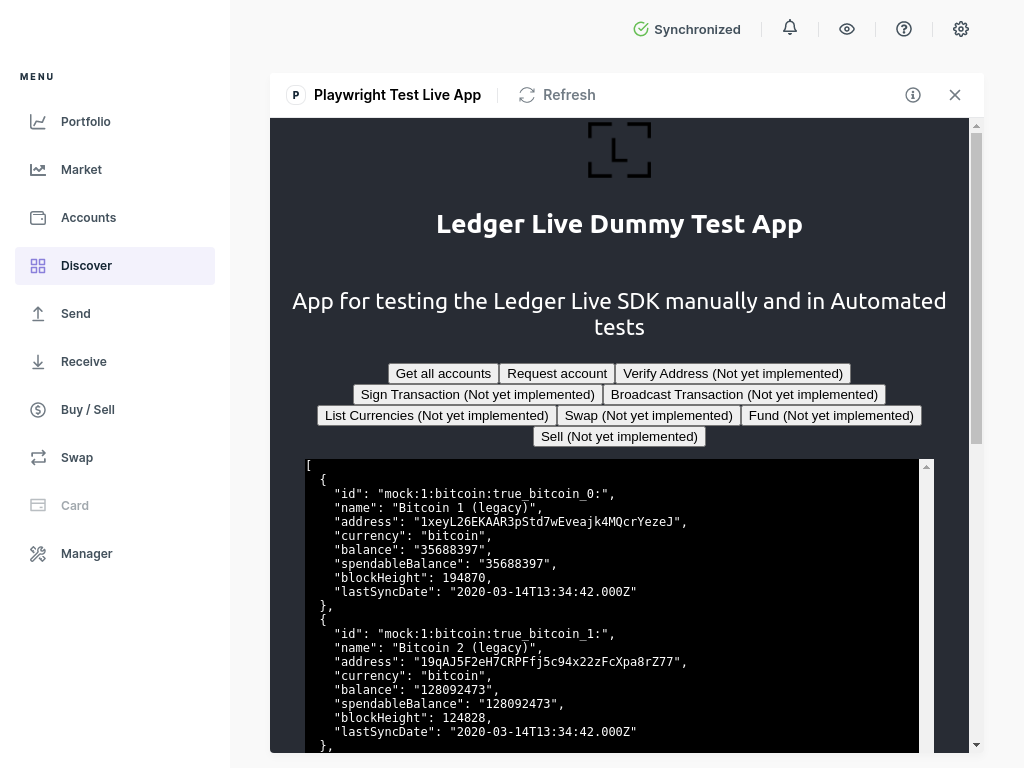 Synchronized
MENU
Portfolio
Market
Accounts
Discover
Send
Receive
Buy / Sell
Swap
Card
Manager
P Playwright Test Live App
Refresh
L
Ledger Live Dummy Test App
App for testing the Ledger Live SDK manually and in Automated
tests
Get all accounts Request account Verify Address (Not yet implemented)
Sign Transaction (Not yet implemented) Broadcast Transaction (Not yet implemented)
List Currencies (Not yet implemented) Swap (Not yet implemented) Fund (Not yet implemented)
Sell (Not yet implemented)
[
  {
    "id": "mock:1:bitcoin:true_bitcoin_0:",
    "name": "Bitcoin 1 (legacy)",
    "address": "1xeyL26EKAAR3pStd7wEveajk4MQcrYezeJ",
    "currency": "bitcoin",
    "balance": "35688397",
    "spendableBalance": "35688397",
    "blockHeight": 194870,
    "lastSyncDate": "2020-03-14T13:34:42.000Z"
  },
  {
    "id": "mock:1:bitcoin:true_bitcoin_1:",
    "name": "Bitcoin 2 (legacy)",
    "address": "19qAJ5F2eH7CRPFfj5c94x22zFcXpa8rZ77",
    "currency": "bitcoin",
    "balance": "128092473",
    "spendableBalance": "128092473",
    "blockHeight": 124828,
    "lastSyncDate": "2020-03-14T13:34:42.000Z"
  },